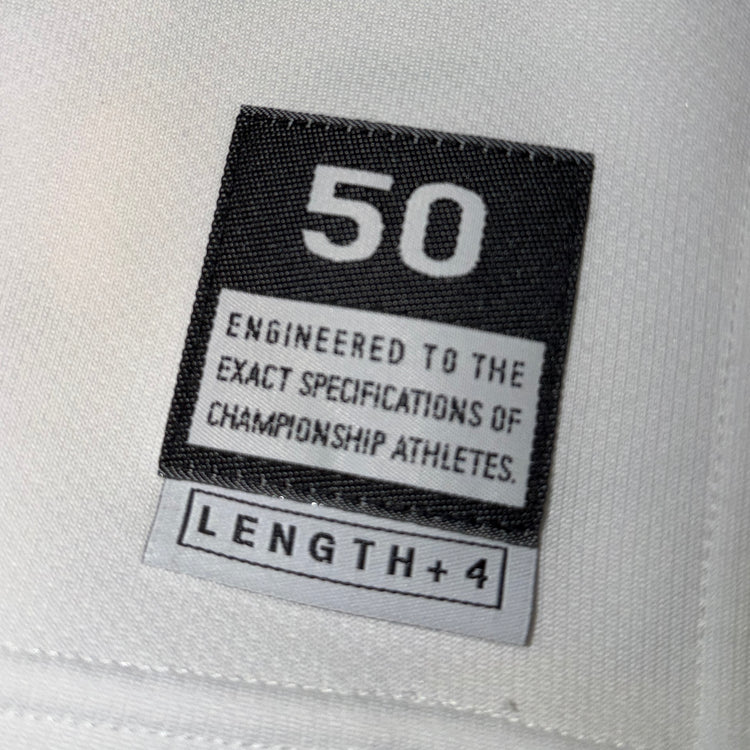 50
ENGINEERED TO THE
EXACT SPECIFICATIONS OF
CHAMPIONSHIP ATHLETES.
LENGTH + 4